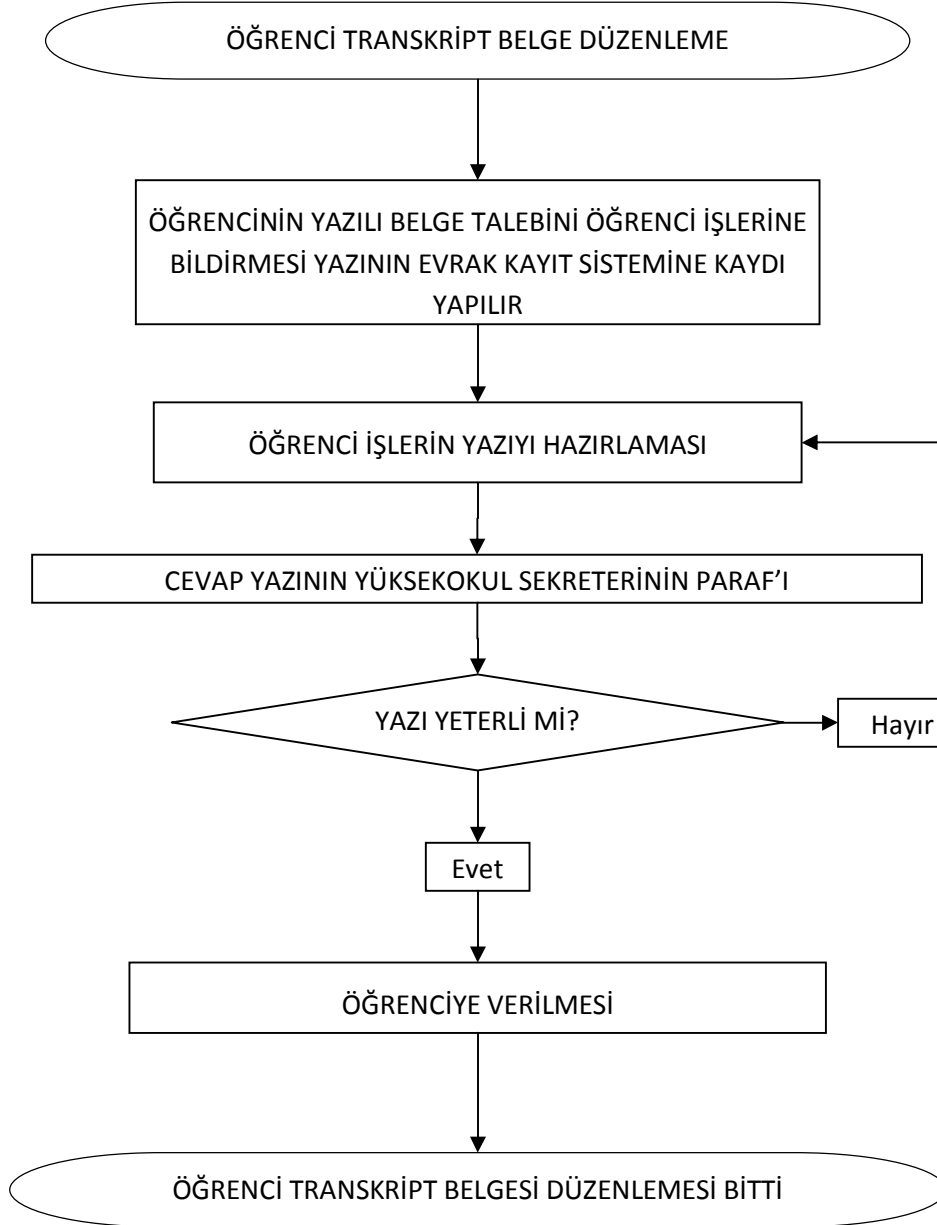 ÖĞRENCİ TRANSKRİPT BELGE DÜZENLEME
ÖĞRENCİNİN YAZILI BELGE TALEBİNİ ÖĞRENCİ İŞLERİNE
BİLDİRMESİ YAZININ EVRAK KAYIT SİSTEMİNE KAYDI
YAPILIR
ÖĞRENCİ İŞLERİN YAZIYI HAZIRLAMASI
CEVAP YAZININ YÜKSEKOKUL SEKRETERİNİN PARAF’I
YAZI YETERLİ Mİ?
Hayır
Evet
ÖĞRENCİYE VERİLMESİ
ÖĞRENCİ TRANSKRİPT BELGESİ DÜZENLEMESİ BİTTİ